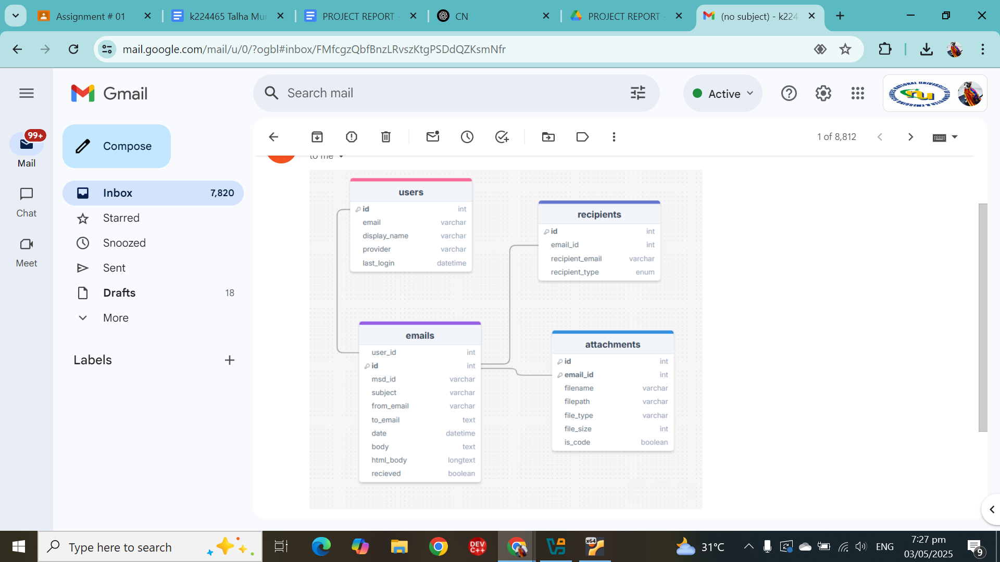 Assignment # 01
k224465 Talha Mu
PROJECT REPORT -
CN
PROJECT REPORT -
(no subject) - k224
mail.google.com/mail/u/0/?ogbl#inbox/FMfcgzQbfBnzLRvszKtgPSDdQZKsmNfr
Gmail
Search mail
Active
99+
Mail
Chat
Meet
Compose
Inbox 7,820
Starred
Snoozed
Sent
Drafts 18
More
Labels
1 of 8,812
to me
users
id int
email varchar
display_name varchar
provider varchar
last_login datetime
recipients
id int
email_id int
recipient_email varchar
recipient_type enum
emails
user_id int
id int
msd_id varchar
subject varchar
from_email varchar
to_email text
date datetime
body text
html_body longtext
recieved boolean
attachments
id int
email_id int
filename varchar
filepath varchar
file_type varchar
file_size int
is_code boolean
Type here to search
DEV
C++
x64
31°C
ENG
7:27 pm
03/05/2025
9